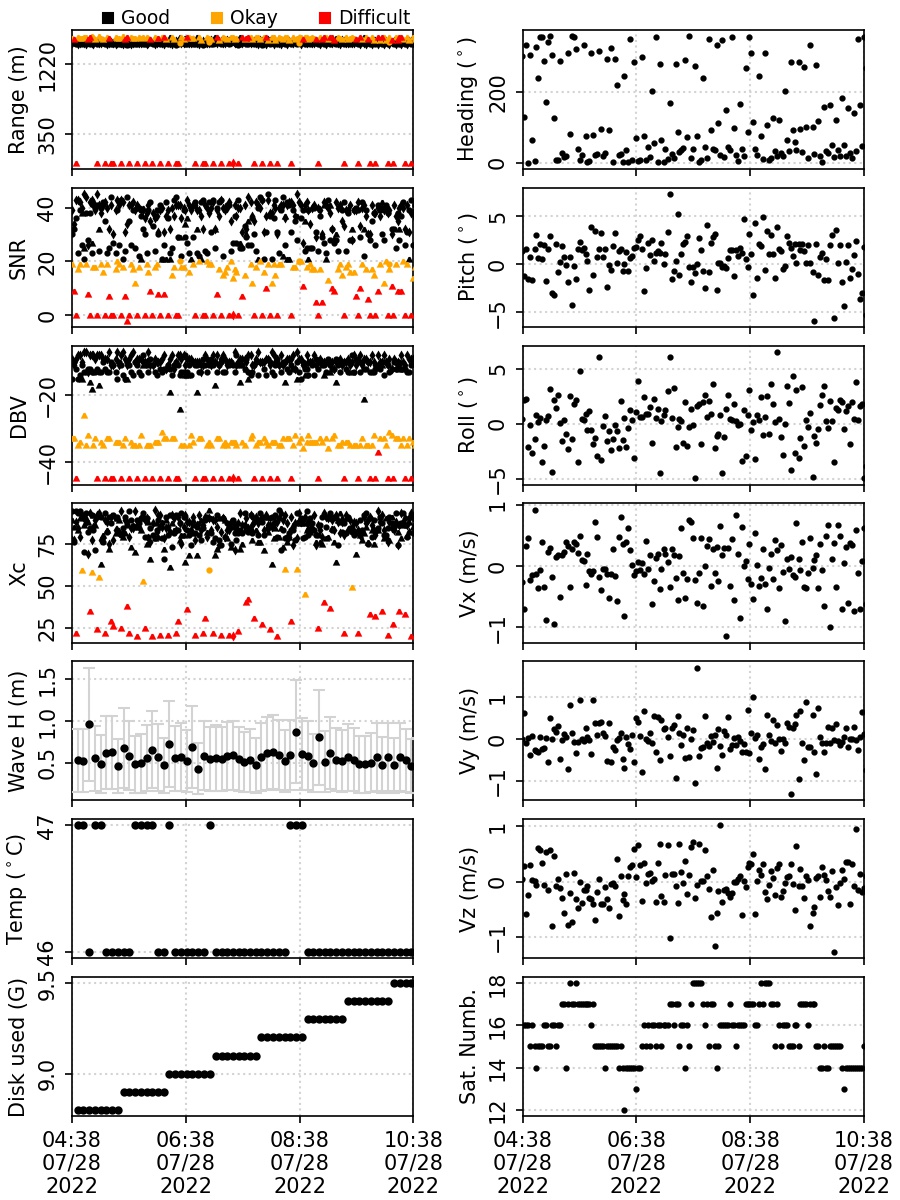 Good Okay Difficult
Range (m)
1220
350
Heading (°)
200
0
SNR
40
20
0
Pitch (°)
5
0
−5
DBV
−20
−40
Roll (°)
5
0
−5
Xc
75
50
25
Vx (m/s)
1
0
−1
Wave H (m)
1.5
1.0
0.5
Vy (m/s)
1
0
−1
Temp (°C)
47
46
Vz (m/s)
1
0
−1
Disk used (G)
9.5
9.0
Sat. Numb.
18
16
14
12
04:38 06:38 08:38 10:38
07/28 07/28 07/28 07/28
2022 2022 2022 2022
04:38 06:38 08:38 10:38
07/28 07/28 07/28 07/28
2022 2022 2022 2022